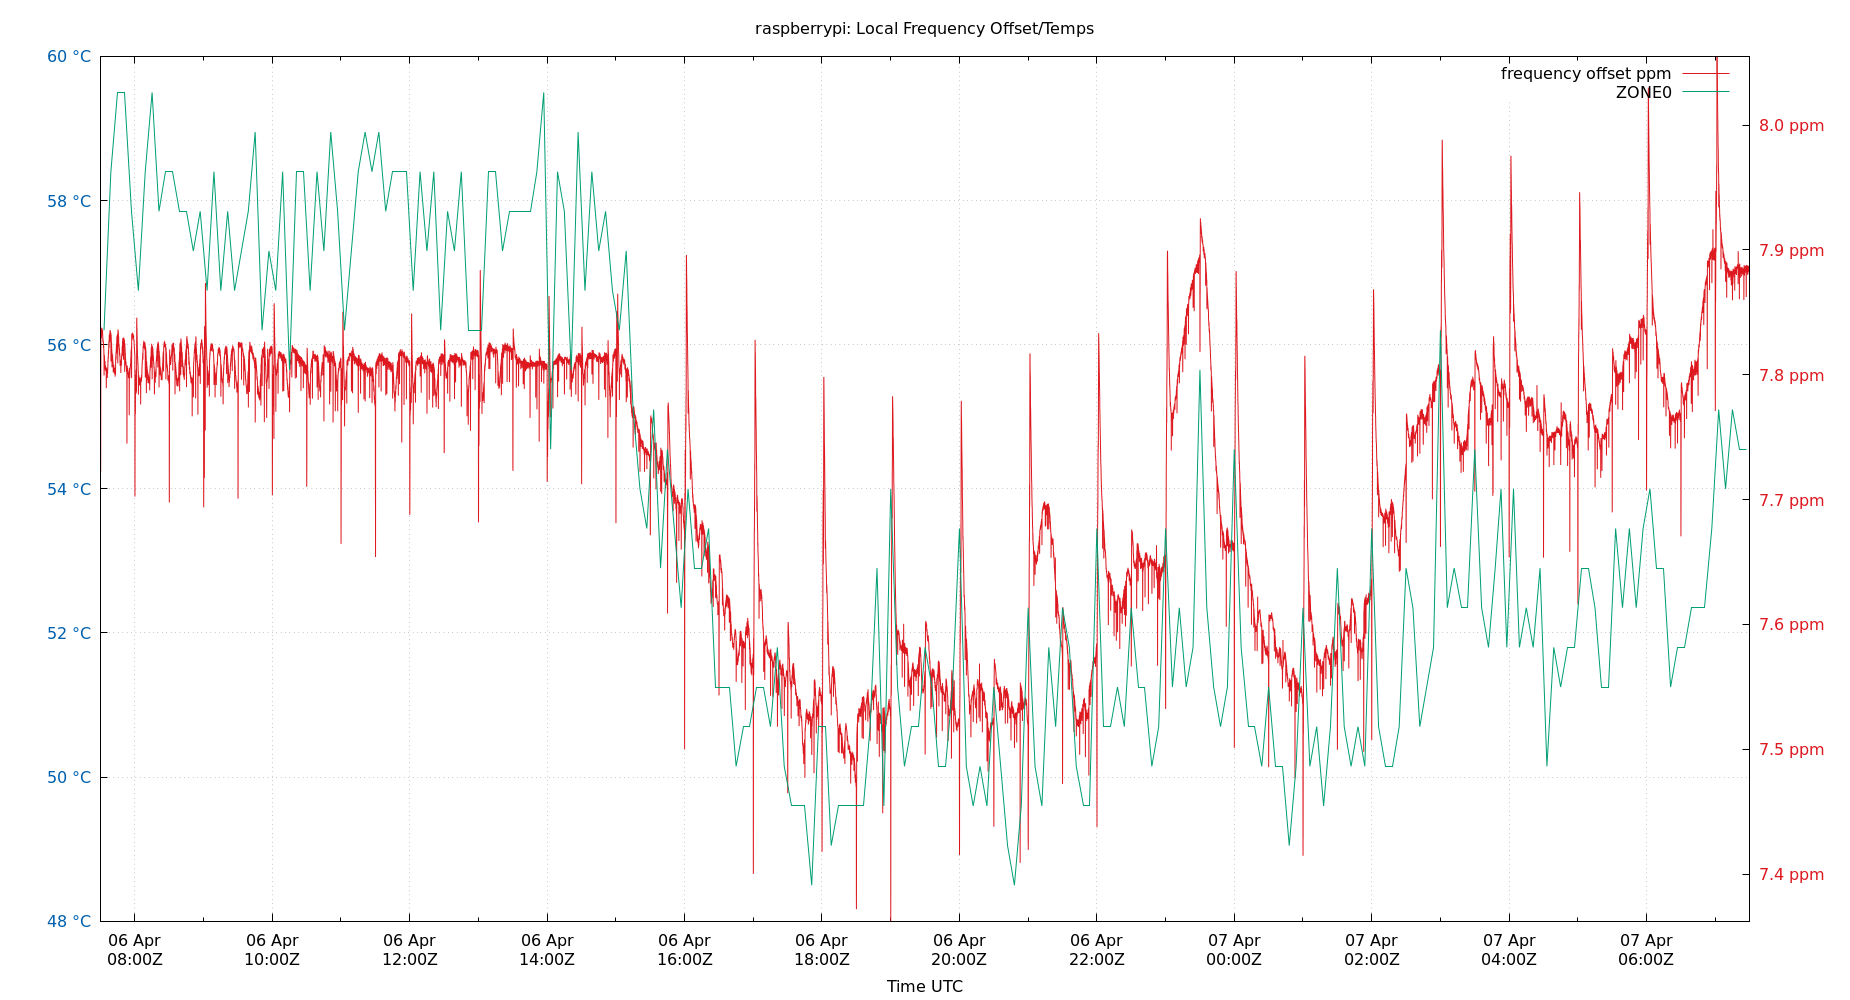 raspberrypi: Local Frequency Offset/Temps
60 °C
58 °C
56 °C
54 °C
52 °C
50 °C
48 °C
frequency offset ppm
ZONE0
8.0 ppm
7.9 ppm
7.8 ppm
7.7 ppm
7.6 ppm
7.5 ppm
7.4 ppm
06 Apr
08:00Z
06 Apr
10:00Z
06 Apr
12:00Z
06 Apr
14:00Z
06 Apr
16:00Z
06 Apr
18:00Z
06 Apr
20:00Z
06 Apr
22:00Z
07 Apr
00:00Z
07 Apr
02:00Z
07 Apr
04:00Z
07 Apr
06:00Z
Time UTC